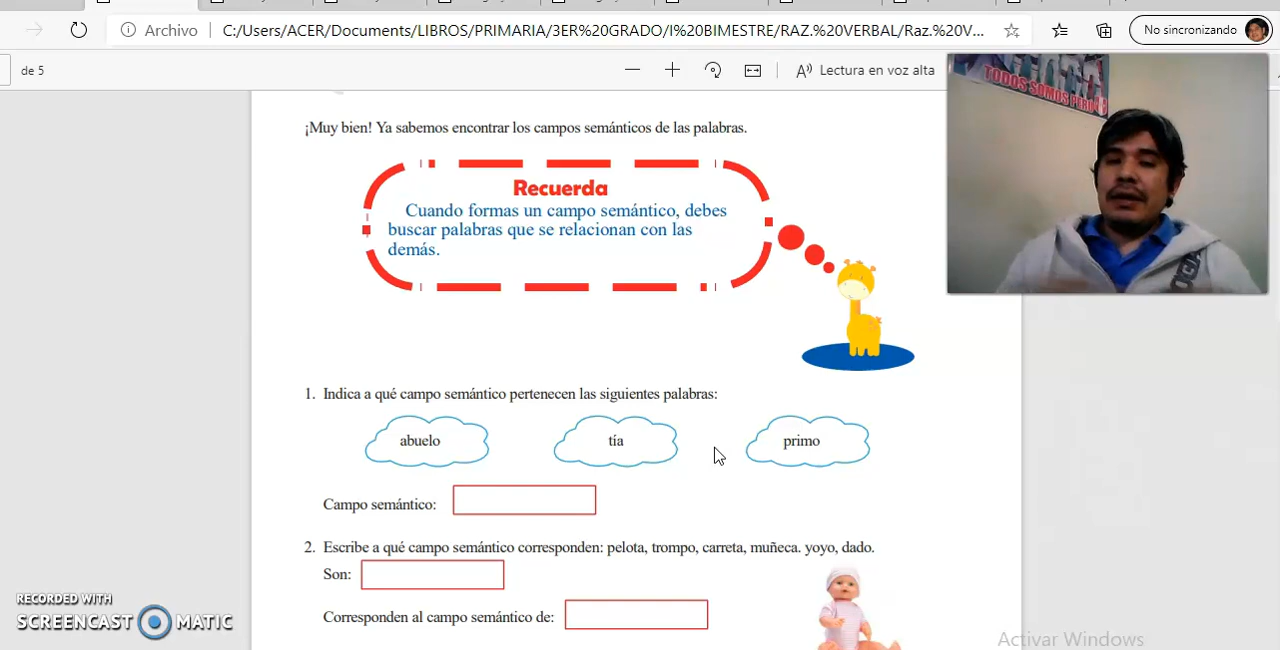 Archivo
C:/Users/ACER/Documents/LIBROS/PRIMARIA/3ER%20GRADO/I%20BIMESTRE/RAZ.%20VERBAL/Raz.%20V...
No sincronizando
de 5
Lectura en voz alta
TODOS SOMOS PERÚ
¡Muy bien! Ya sabemos encontrar los campos semánticos de las palabras.
Recuerda
Cuando formas un campo semántico, debes
buscar palabras que se relacionan con las
demás.
1. Indica a qué campo semántico pertenecen las siguientes palabras:
abuelo
tía
primo
Campo semántico:
2. Escribe a qué campo semántico corresponden: pelota, trompo, carreta, muñeca. yoyo, dado.
Son:
Corresponden al campo semántico de:
RECORDED WITH
SCREENCAST MATIC
Activar Windows